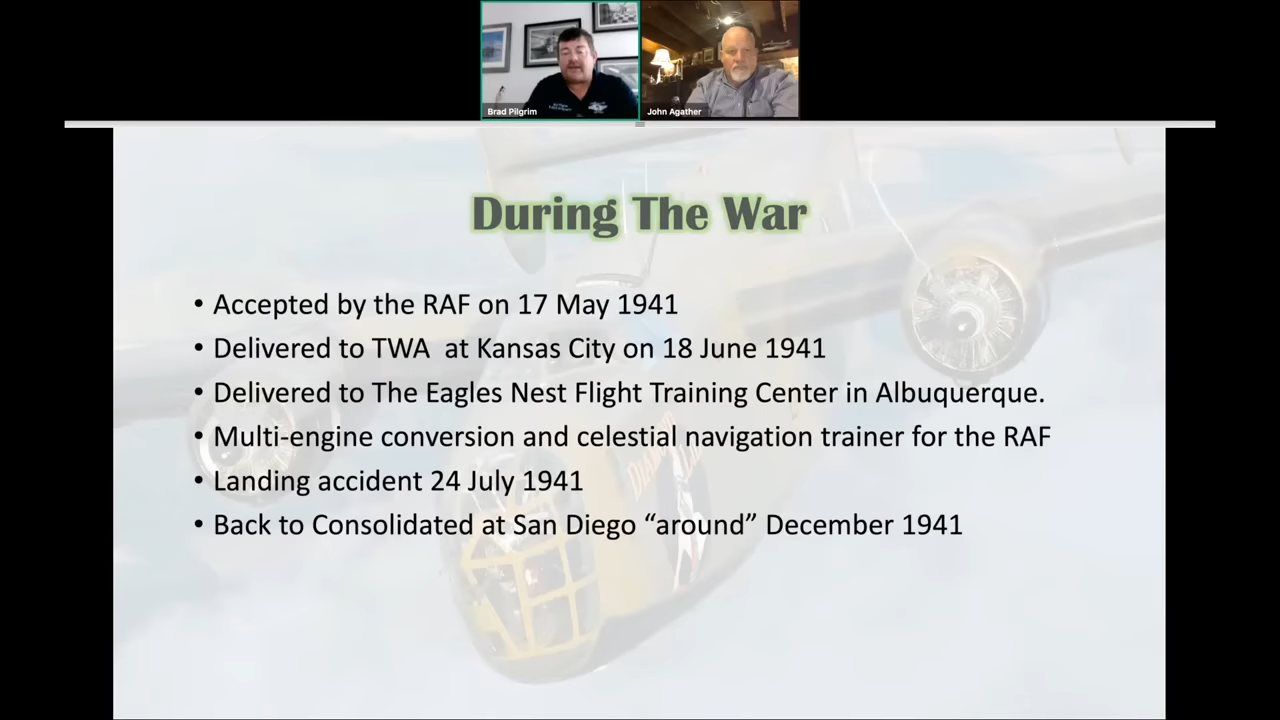 Brad Pilgrim
John Agather
During The War
• Accepted by the RAF on 17 May 1941
• Delivered to TWA  at Kansas City on 18 June 1941
• Delivered to The Eagles Nest Flight Training Center in Albuquerque.
• Multi-engine conversion and celestial navigation trainer for the RAF
• Landing accident 24 July 1941
• Back to Consolidated at San Diego “around” December 1941